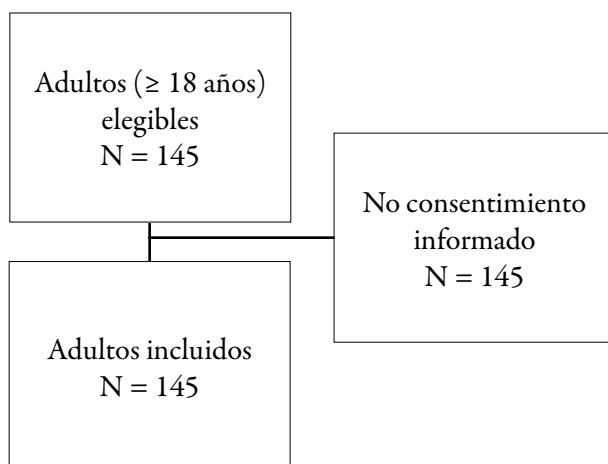 Adultos (≥ 18 años)
elegibles
N = 145
No consentimiento
informado
N = 145
Adultos incluidos
N = 145